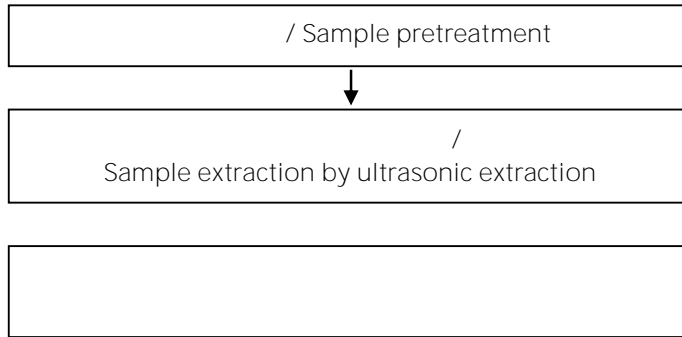 / Sample pretreatment
/
Sample extraction by ultrasonic extraction